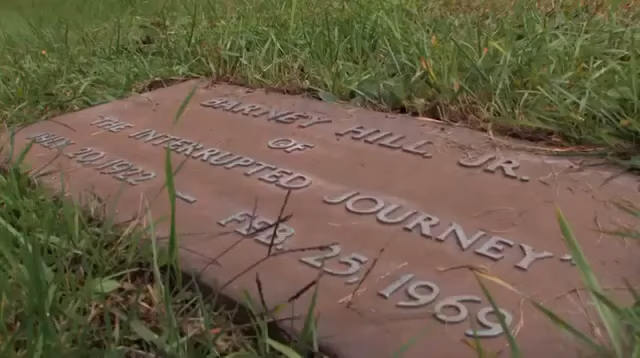 BARNEY HILL, JR.
OF
"THE INTERRUPTED JOURNEY"
JULY 20, 1922 — FEB. 25, 1969